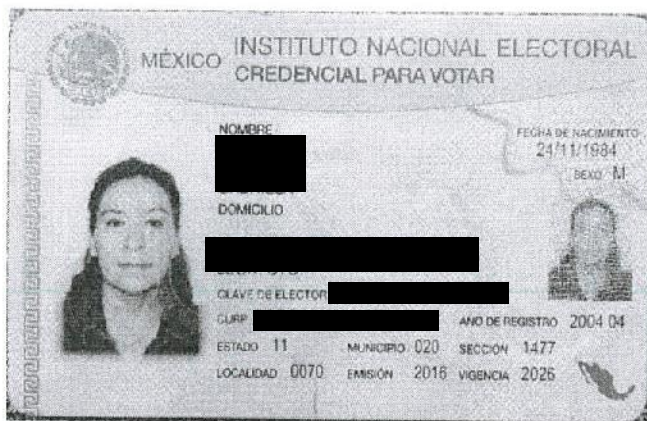 MÉXICO
INSTITUTO NACIONAL ELECTORAL
CREDENCIAL PARA VOTAR
NOMBRE
FECHA DE NACIMIENTO
24/11/1984
SEXO M
DOMICILIO
CLAVE DE ELECTOR
CURP
AÑO DE REGISTRO 2004 04
ESTADO 11 MUNICIPIO 020 SECCIÓN 1477
LOCALIDAD 0070 EMISIÓN 2016 VIGENCIA 2026